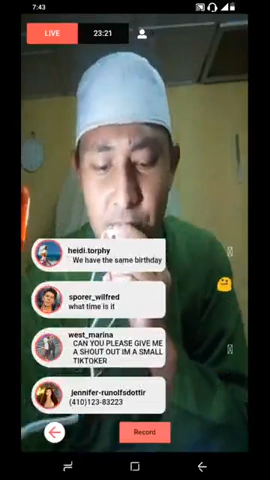 7:43
LIVE
23:21
heidi.torphy
We have the same birthday
sporer_wilfred
what time is it
west_marina
CAN YOU PLEASE GIVE ME
A SHOUT OUT IM A SMALL
TIKTOKER
jennifer-runolfsdottir
(410)123-83223
Record